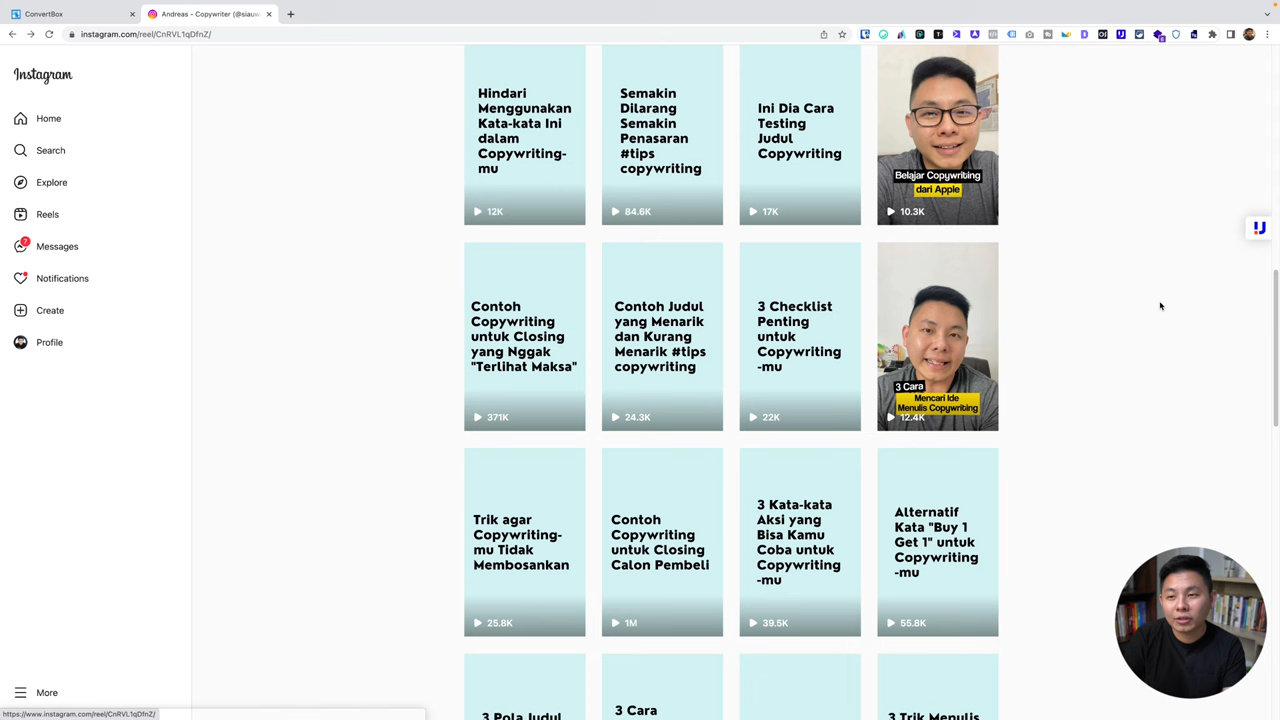 ConvertBox
Andreas - Copywriter (@siauw
instagram.com/reel/CnRVL1qDfnZ/
Instagram
Home
Search
Explore
Reels
7
Messages
Notifications
Create
Profile
More
https://www.instagram.com/reel/CnRVL1qDfnZ/
Hindari
Menggunakan
Kata-kata Ini
dalam
Copywriting-
mu
12K
Semakin
Dilarang
Semakin
Penasaran
#tips
copywriting
84.6K
Ini Dia Cara
Testing
Judul
Copywriting
17K
Belajar Copywriting
dari Apple
10.3K
Contoh
Copywriting
untuk Closing
yang Nggak
"Terlihat Maksa"
371K
Contoh Judul
yang Menarik
dan Kurang
Menarik #tips
copywriting
24.3K
3 Checklist
Penting
untuk
Copywriting
-mu
22K
3 Cara
Mencari Ide
Menulis Copywriting
12.4K
Trik agar
Copywriting-
mu Tidak
Membosankan
25.8K
Contoh
Copywriting
untuk Closing
Calon Pembeli
1M
3 Kata-kata
Aksi yang
Bisa Kamu
Coba untuk
Copywriting
-mu
39.5K
Alternatif
Kata "Buy 1
Get 1" untuk
Copywriting
-mu
55.8K
3 Pola Judul
3 Cara
3 Trik Menulis